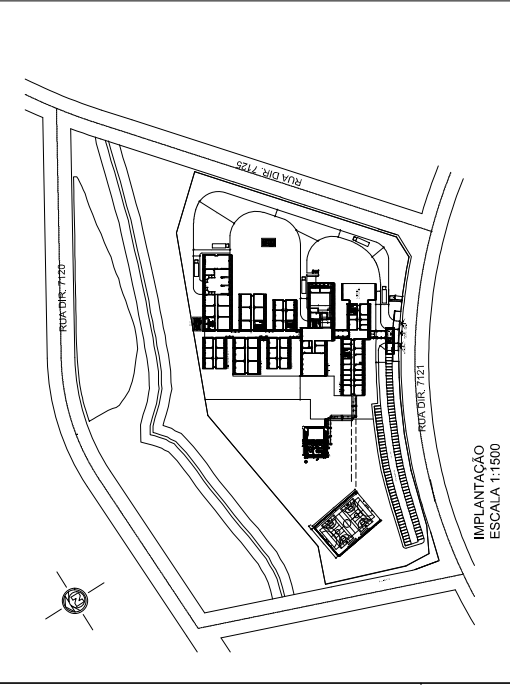 RUA DIR. 7125
RUA DIR. 7120
RUA DIR. 7121
IMPLANTAÇÃO
ESCALA 1:1500